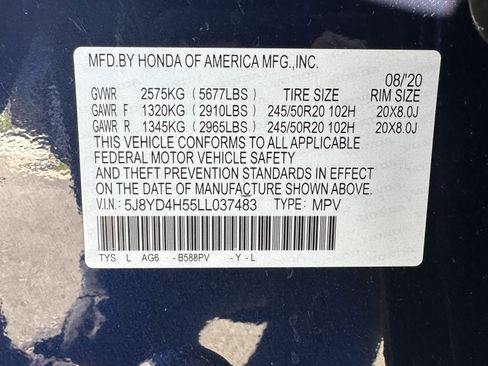 MFD.BY HONDA OF AMERICA MFG.,INC.
08/'20
GVWR 2575KG (5677LBS) TIRE SIZE RIM SIZE
GAWR F 1320KG (2910LBS) 245/50R20 102H 20X8.0J
GAWR R 1345KG (2965LBS) 245/50R20 102H 20X8.0J
THIS VEHICLE CONFORMS TO ALL APPLICABLE
FEDERAL MOTOR VEHICLE SAFETY
AND THEFT PREVENTION STANDARDS IN EFFECT
ON THE DATE OF MANUFACTURE SHOWN ABOVE.
V.I.N: 5J8YD4H55LL037483 TYPE: MPV
TYS L AG6 -B588PV -Y-L